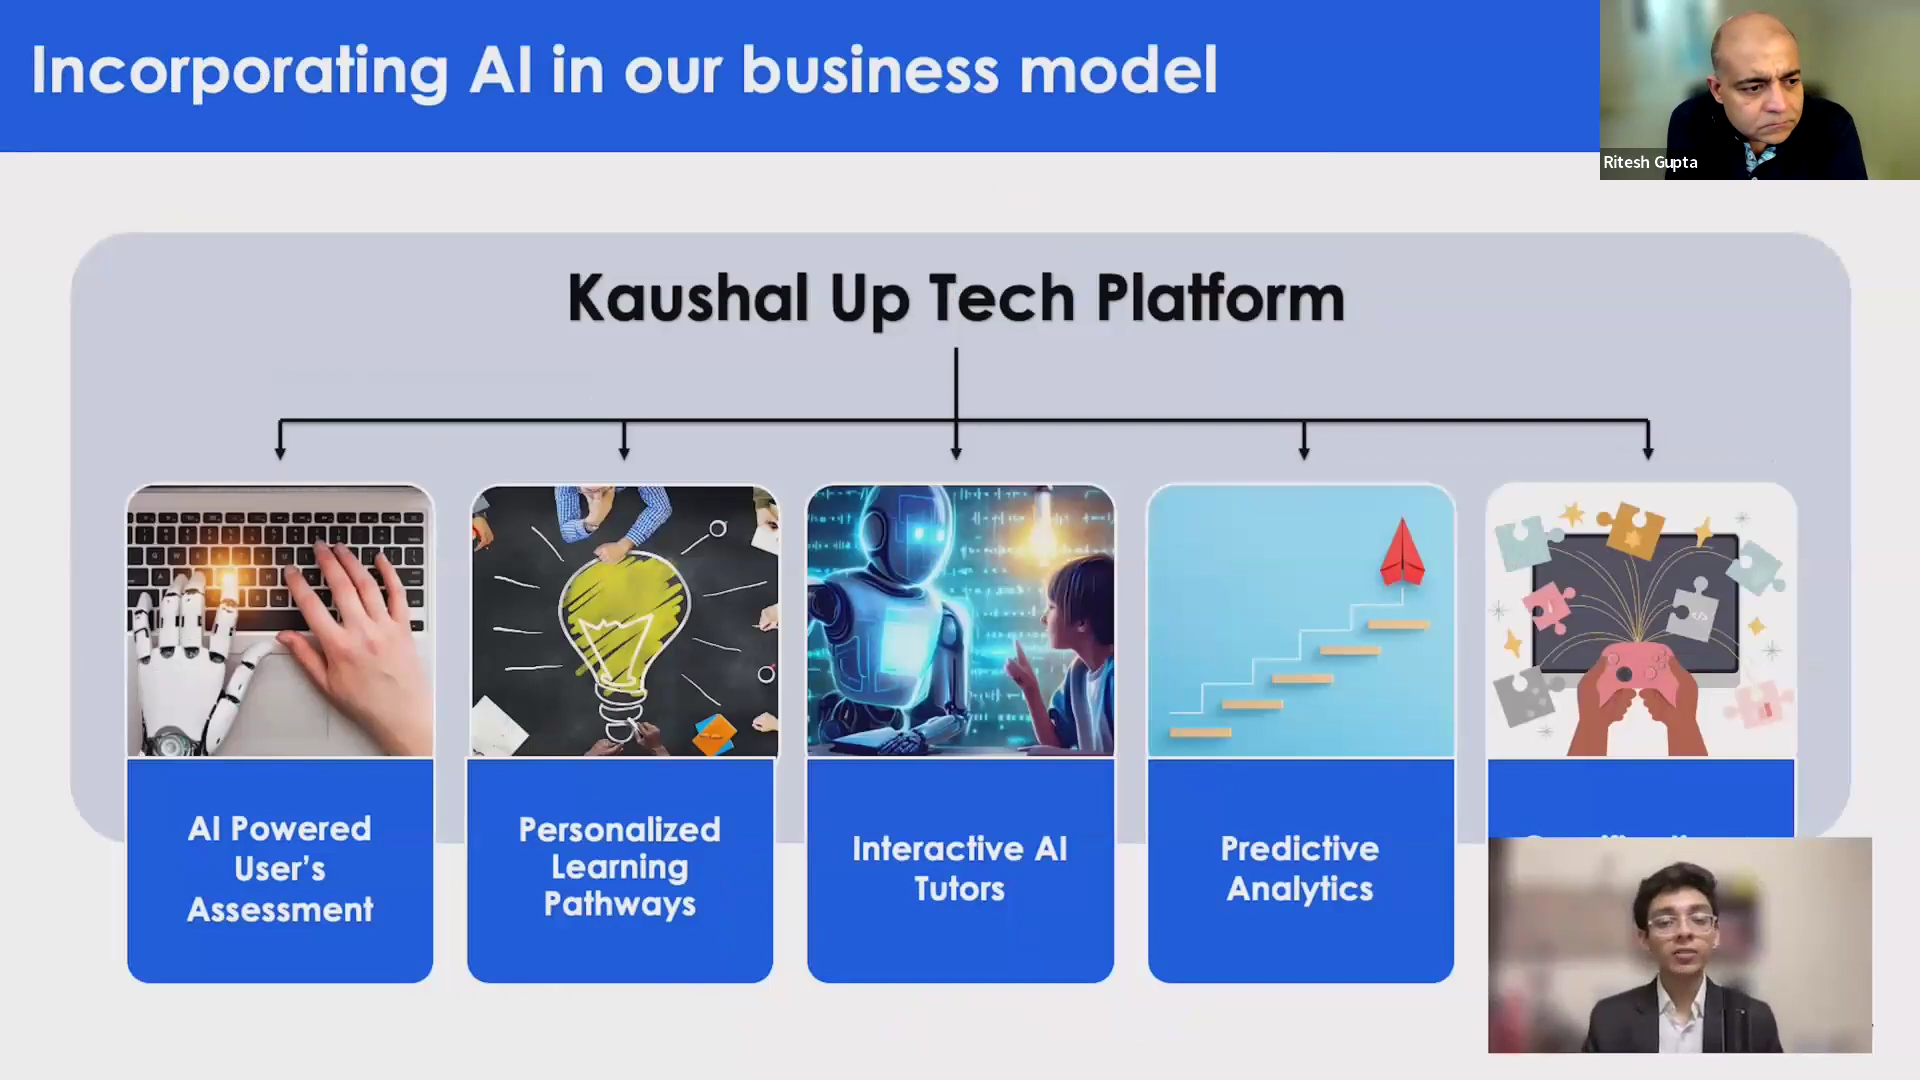 Incorporating AI in our business model
Ritesh Gupta
Kaushal Up Tech Platform
AI Powered
User's
Assessment
Personalized
Learning
Pathways
Interactive AI
Tutors
Predictive
Analytics